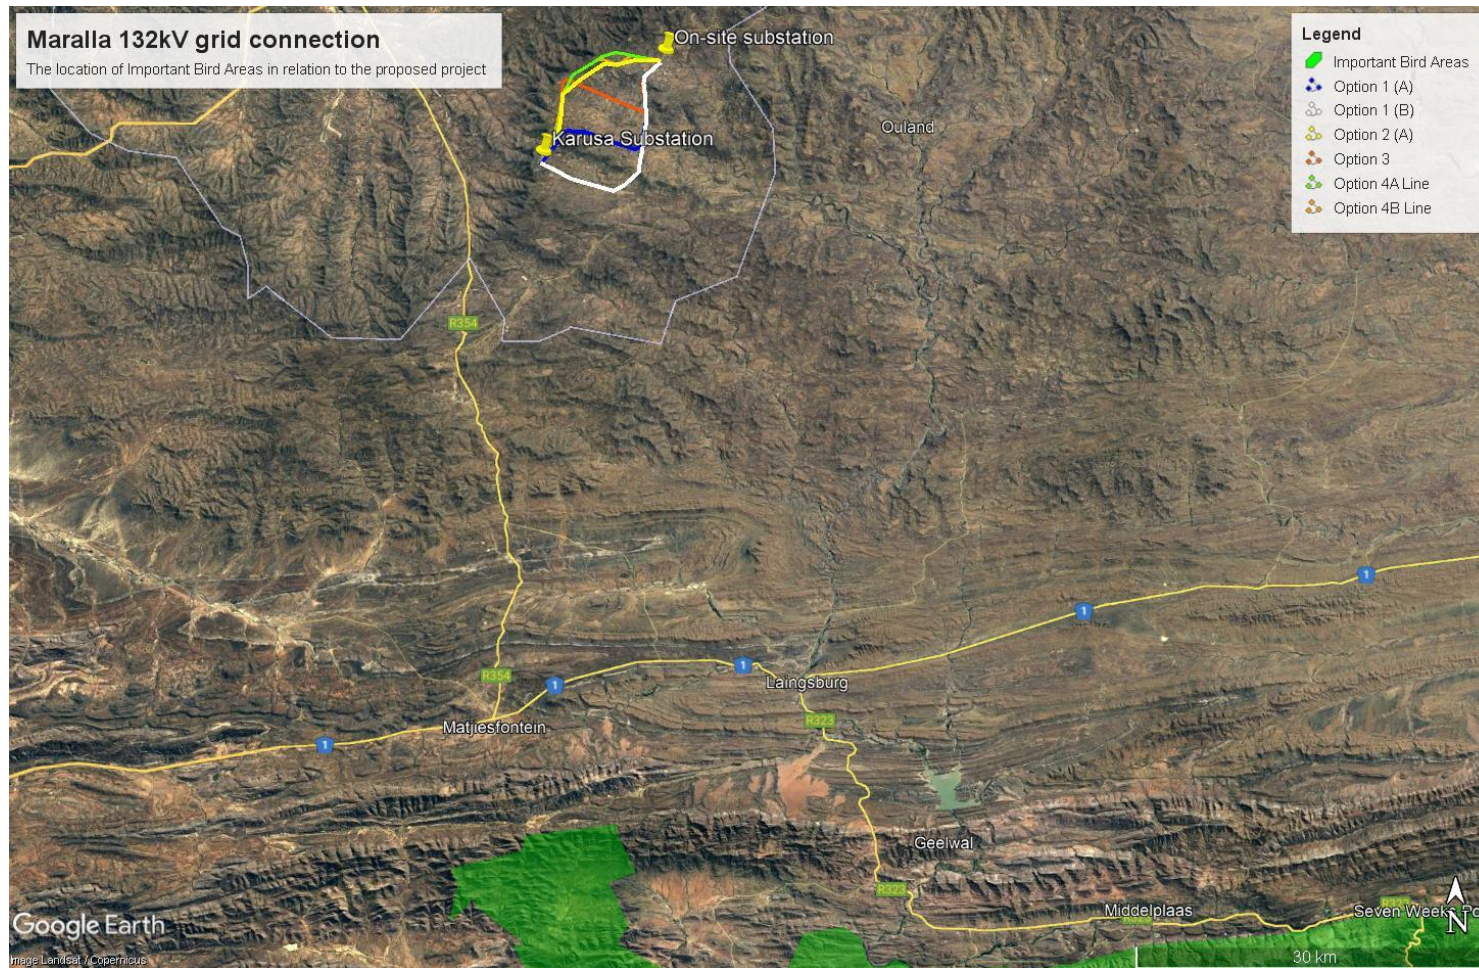 Maralla 132kV grid connection
The location of Important Bird Areas in relation to the proposed project
On-site substation
Karusa Substation
Ouland
Legend
Important Bird Areas
Option 1 (A)
Option 1 (B)
Option 2 (A)
Option 3
Option 4A Line
Option 4B Line
R354
1
1
R354
1
1
Laingsburg
R323
Matjiesfontein
1
Geelwal
R323
Middelplaas
Seven Weeks Po
N
Google Earth
30 km
Image Landsat / Copernicus